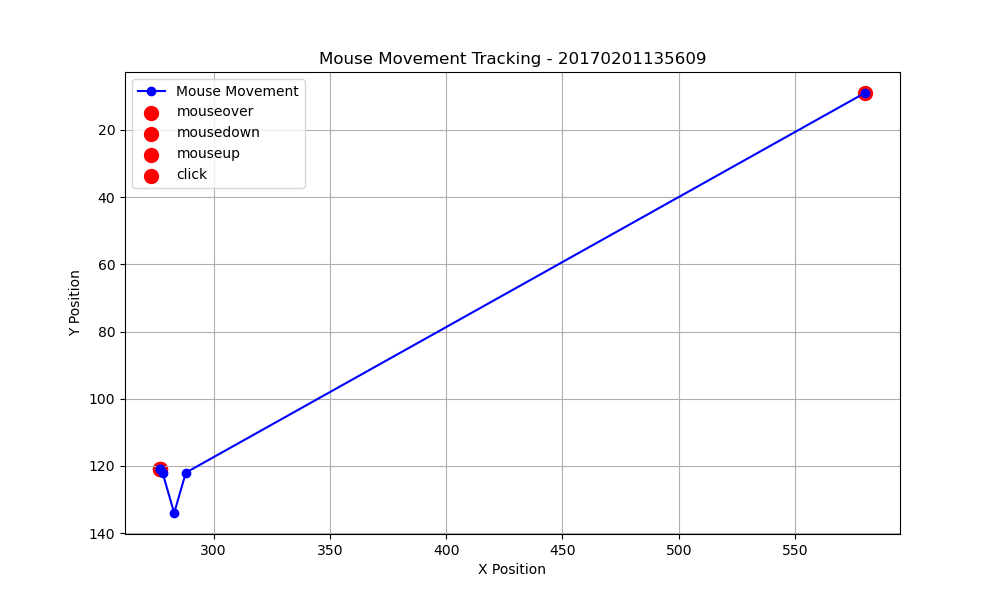 Mouse Movement Tracking - 20170201135609
Mouse Movement
mouseover
mousedown
mouseup
click
20
40
60
80
100
120
140
Y Position
300
350
400
450
500
550
X Position